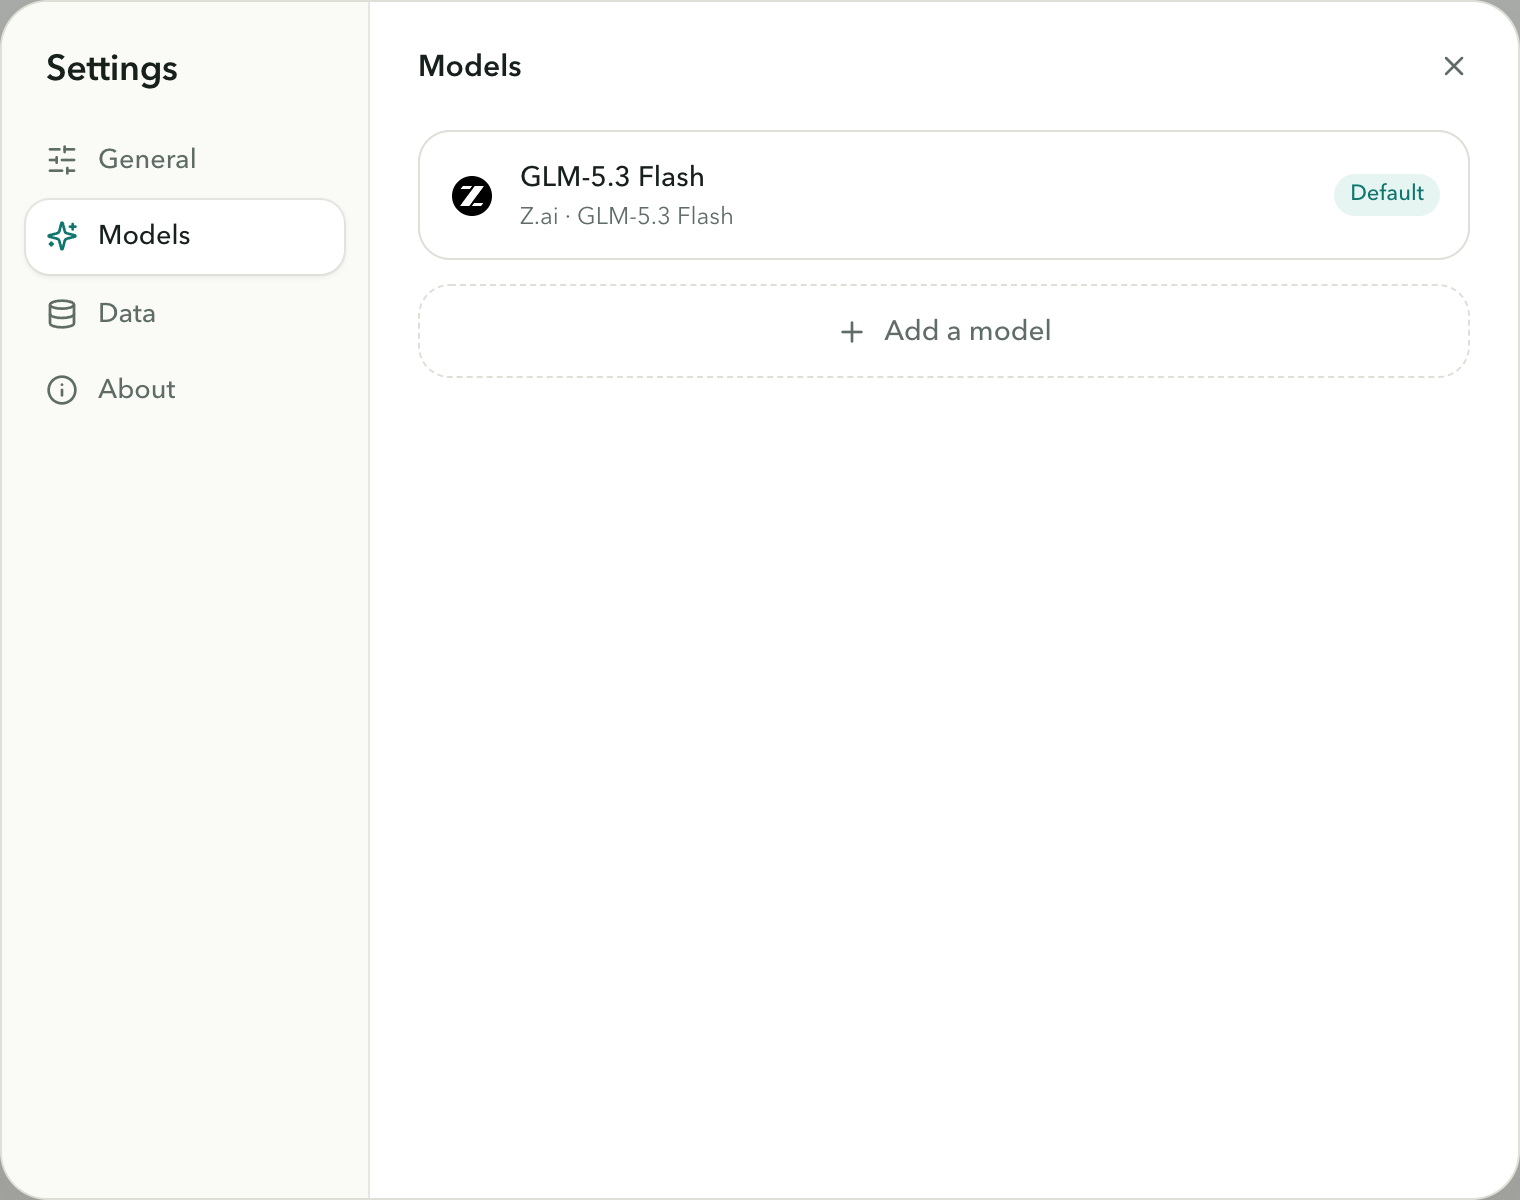 Settings
General
Models
Data
About
Models
GLM-5.3 Flash
Z.ai · GLM-5.3 Flash
Default
Add a model